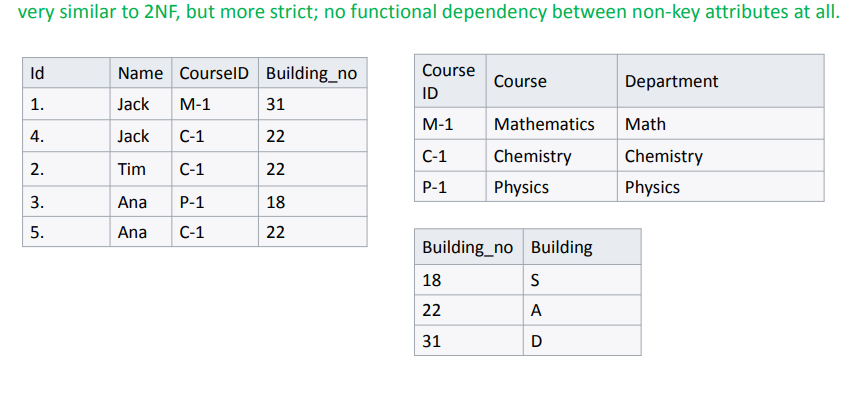 very similar to 2NF, but more strict; no functional dependency between non-key attributes at all.
Id Name CourseID Building_no
1. Jack M-1 31
4. Jack C-1 22
2. Tim C-1 22
3. Ana P-1 18
5. Ana C-1 22
Course ID Course Department
M-1 Mathematics Math
C-1 Chemistry Chemistry
P-1 Physics Physics
Building_no Building
18 S
22 A
31 D